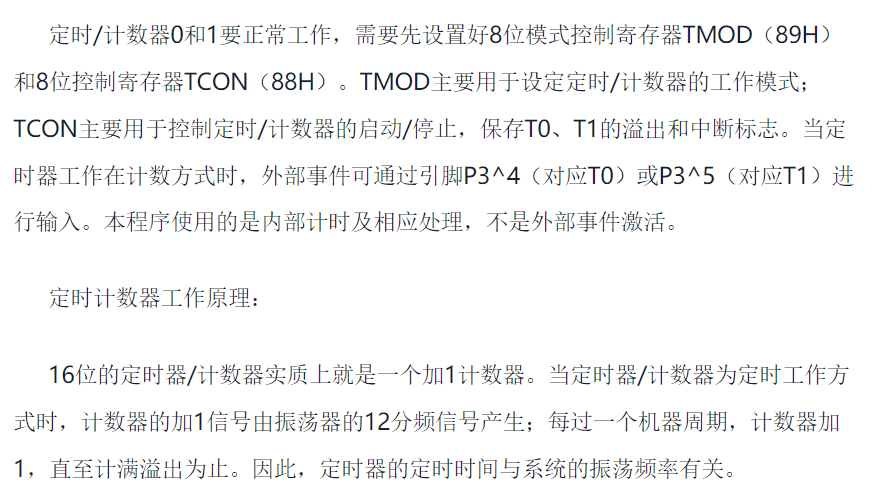 定时/计数器0和1要正常工作，需要先设置好8位模式控制寄存器TMOD（89H）
和8位控制寄存器TCON（88H）。TMOD主要用于设定定时/计数器的工作模式；
TCON主要用于控制定时/计数器的启动/停止，保存T0、T1的溢出和中断标志。当定
时器工作在计数方式时，外部事件可通过引脚P3^4（对应T0）或P3^5（对应T1）进
行输入。本程序使用的是内部计时及相应处理，不是外部事件激活。
定时计数器工作原理：
16位的定时器/计数器实质上就是一个加1计数器。当定时器/计数器为定时工作方
式时，计数器的加1信号由振荡器的12分频信号产生；每过一个机器周期，计数器加
1，直至计满溢出为止。因此，定时器的定时时间与系统的振荡频率有关。